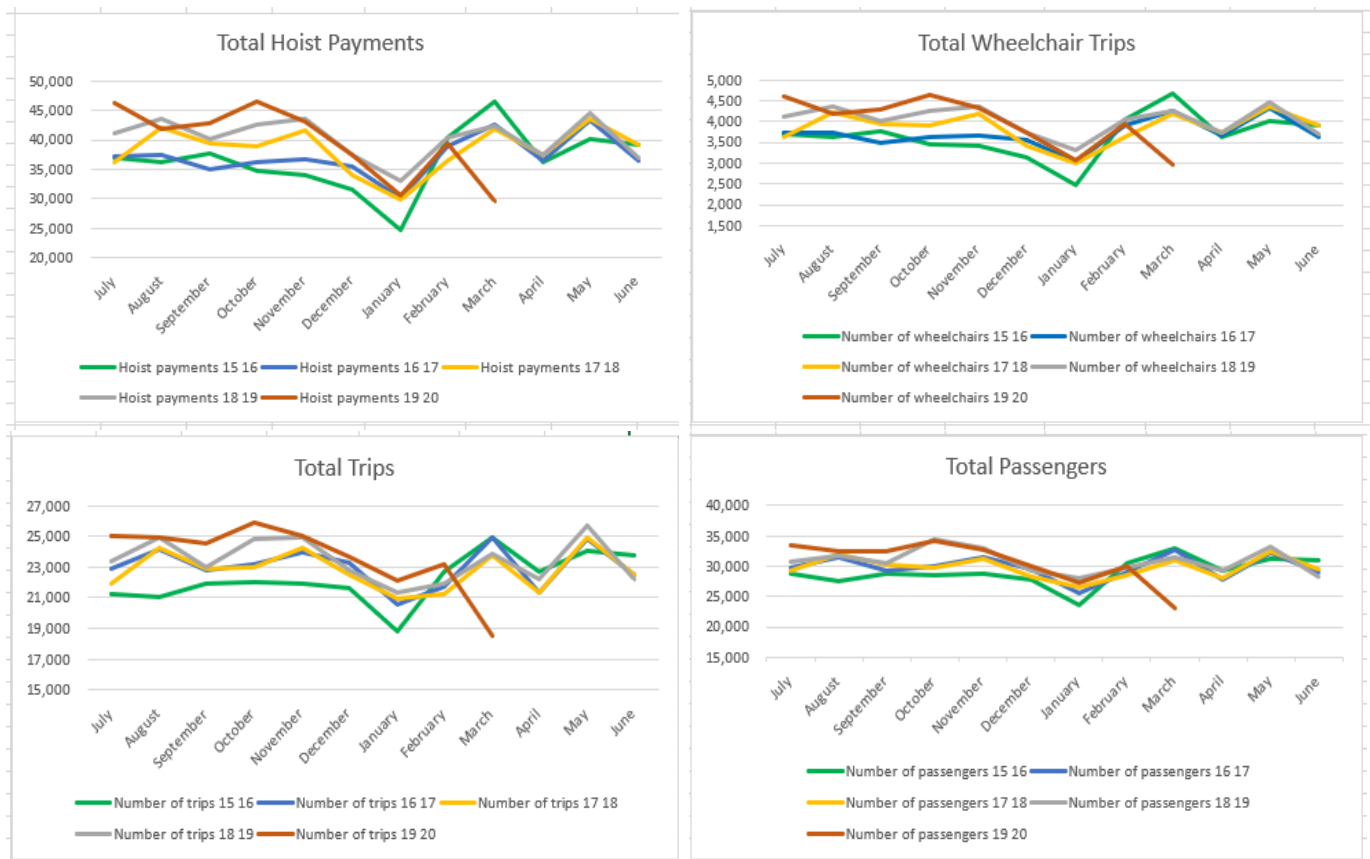 Total Hoist Payments
50,000
45,000
40,000
35,000
30,000
25,000
20,000
July August September October November December January February March April May June
Hoist payments 15 16 Hoist payments 16 17 Hoist payments 17 18
Hoist payments 18 19 Hoist payments 19 20
Total Wheelchair Trips
5,000
4,500
4,000
3,500
3,000
2,500
2,000
1,500
July August September October November December January February March April May June
Number of wheelchairs 15 16 Number of wheelchairs 16 17
Number of wheelchairs 17 18 Number of wheelchairs 18 19
Number of wheelchairs 19 20
Total Trips
27,000
25,000
23,000
21,000
19,000
17,000
15,000
July August September October November December January February March April May June
Number of trips 15 16 Number of trips 16 17 Number of trips 17 18
Number of trips 18 19 Number of trips 19 20
Total Passengers
40,000
35,000
30,000
25,000
20,000
15,000
July August September October November December January February March April May June
Number of passengers 15 16 Number of passengers 16 17
Number of passengers 17 18 Number of passengers 18 19
Number of passengers 19 20